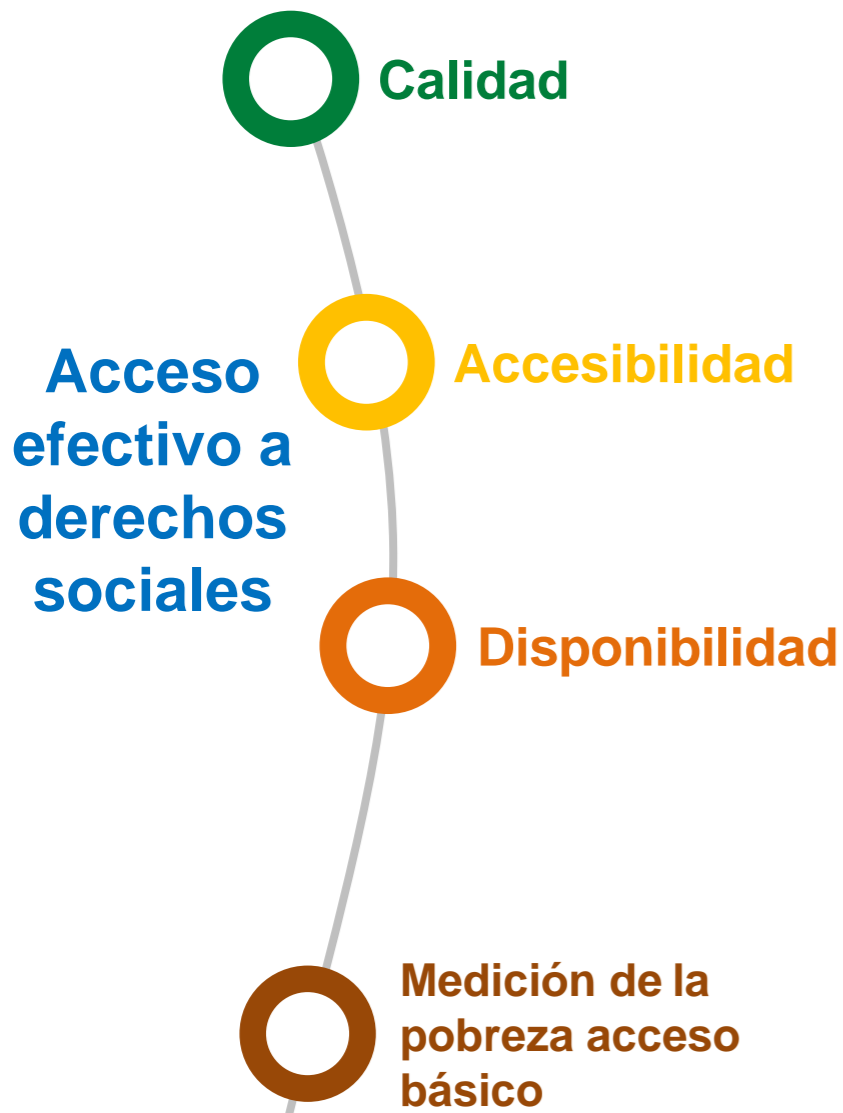 Calidad
Accesibilidad
Acceso
efectivo a
derechos
sociales
Disponibilidad
Medición de la
pobreza acceso
básico